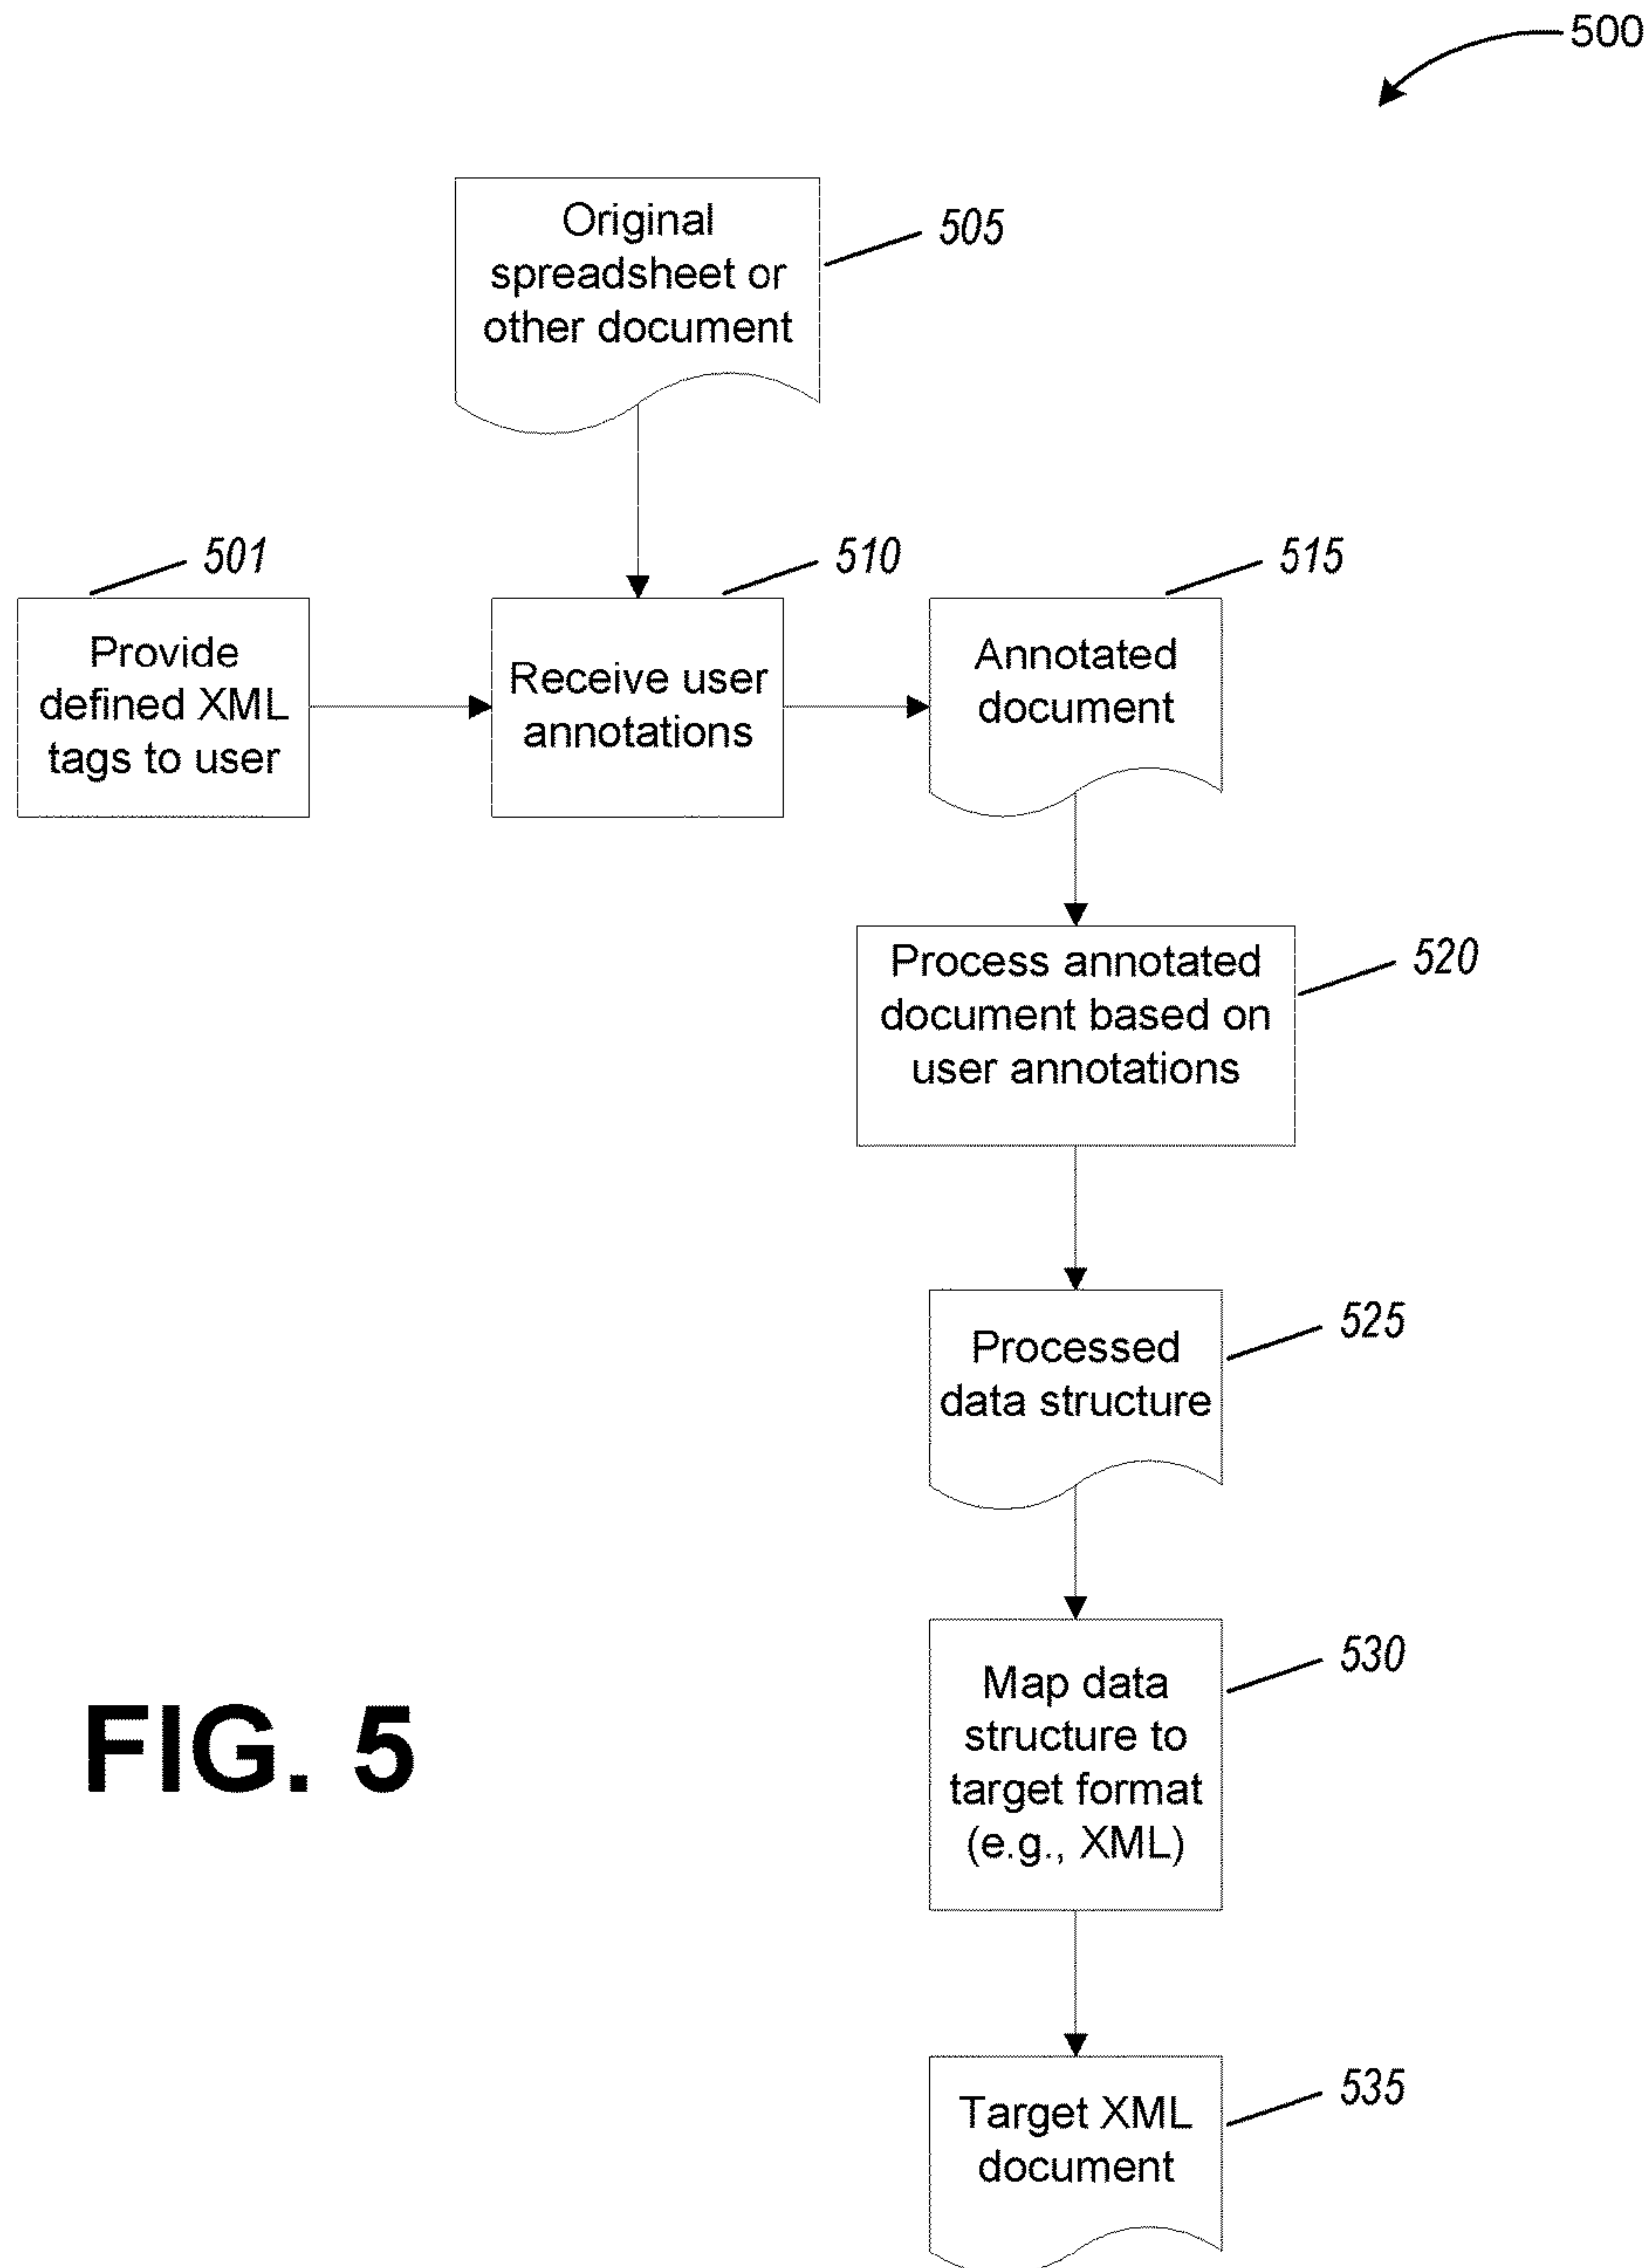 500
Original
spreadsheet or
other document
505
501
510
515
Provide
defined XML
tags to user
Receive user
annotations
Annotated
document
Process annotated
document based on
user annotations
520
Processed
data structure
525
Map data
structure to
target format
(e.g., XML)
530
FIG. 5
Target XML
document
535